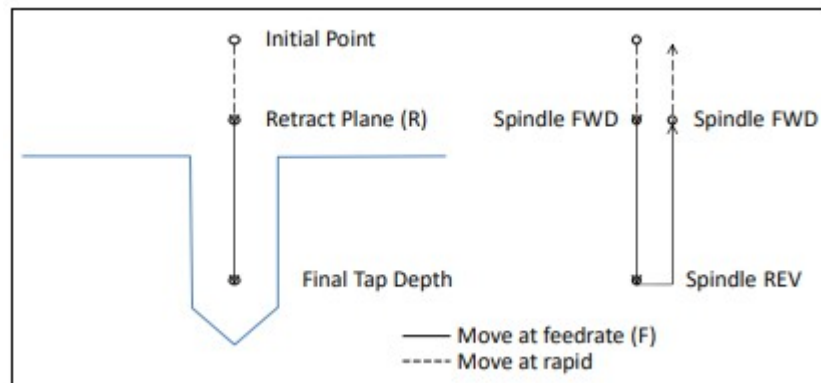 Initial Point
Retract Plane (R)
Spindle FWD
Spindle FWD
Final Tap Depth
Spindle REV
Move at feedrate (F)
Move at rapid